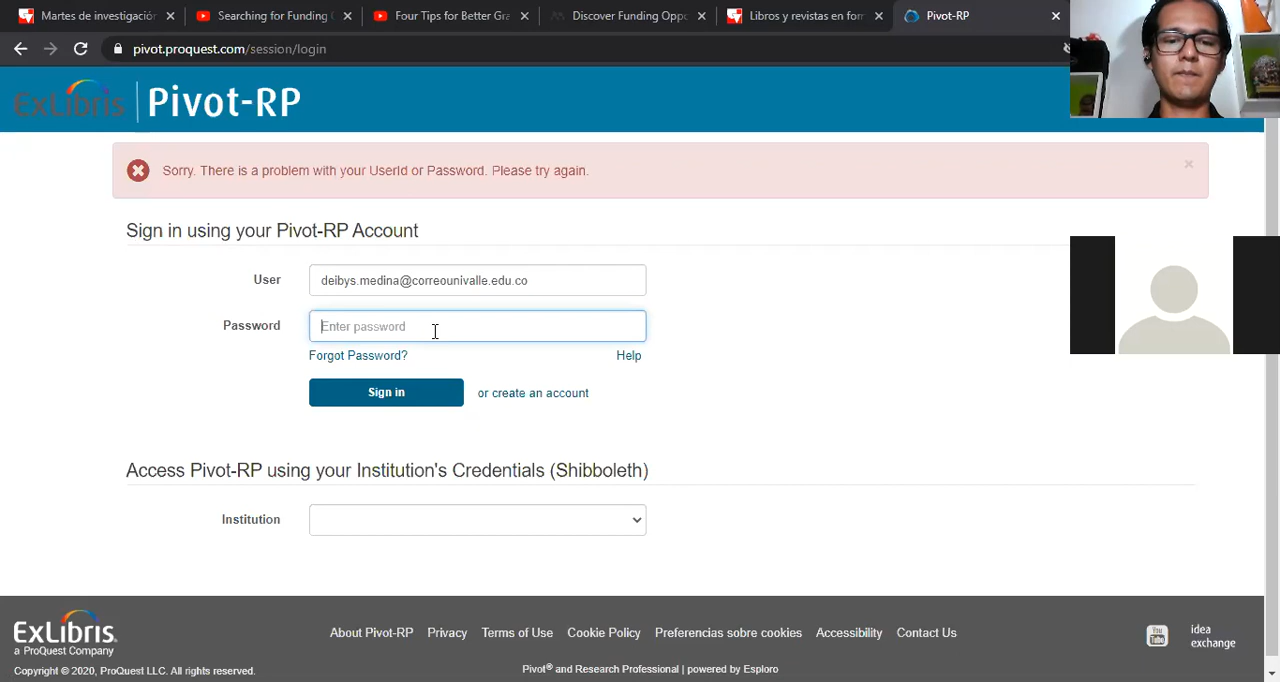 Martes de investigación
Searching for Funding
Four Tips for Better Gra
Discover Funding Oppo
Libros y revistas en for
Pivot-RP
pivot.proquest.com/session/login
ExLibris | Pivot-RP
Sorry. There is a problem with your UserId or Password. Please try again.
Sign in using your Pivot-RP Account
User
deibys.medina@correounivalle.edu.co
Password
Enter password
Forgot Password?
Help
Sign in
or create an account
Access Pivot-RP using your Institution's Credentials (Shibboleth)
Institution
ExLibris
a ProQuest Company
About Pivot-RP
Privacy
Terms of Use
Cookie Policy
Preferencias sobre cookies
Accessibility
Contact Us
You Tube
idea exchange
Copyright © 2020, ProQuest LLC. All rights reserved.
Pivot® and Research Professional | powered by Esploro